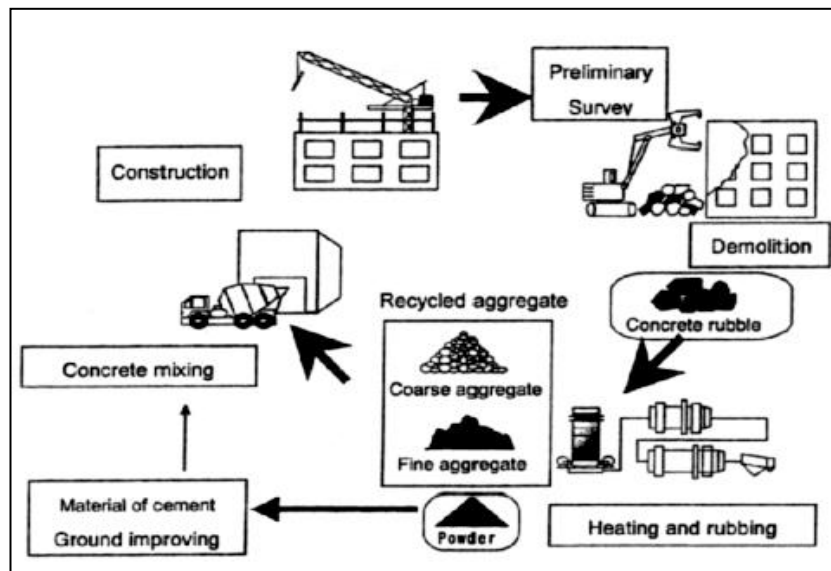 Preliminary
Survey
Construction
Demolition
Recycled aggregate
Concrete rubble
Concrete mixing
Coarse aggregate
Fine aggregate
Material of cement
Ground improving
Powder
Heating and rubbing